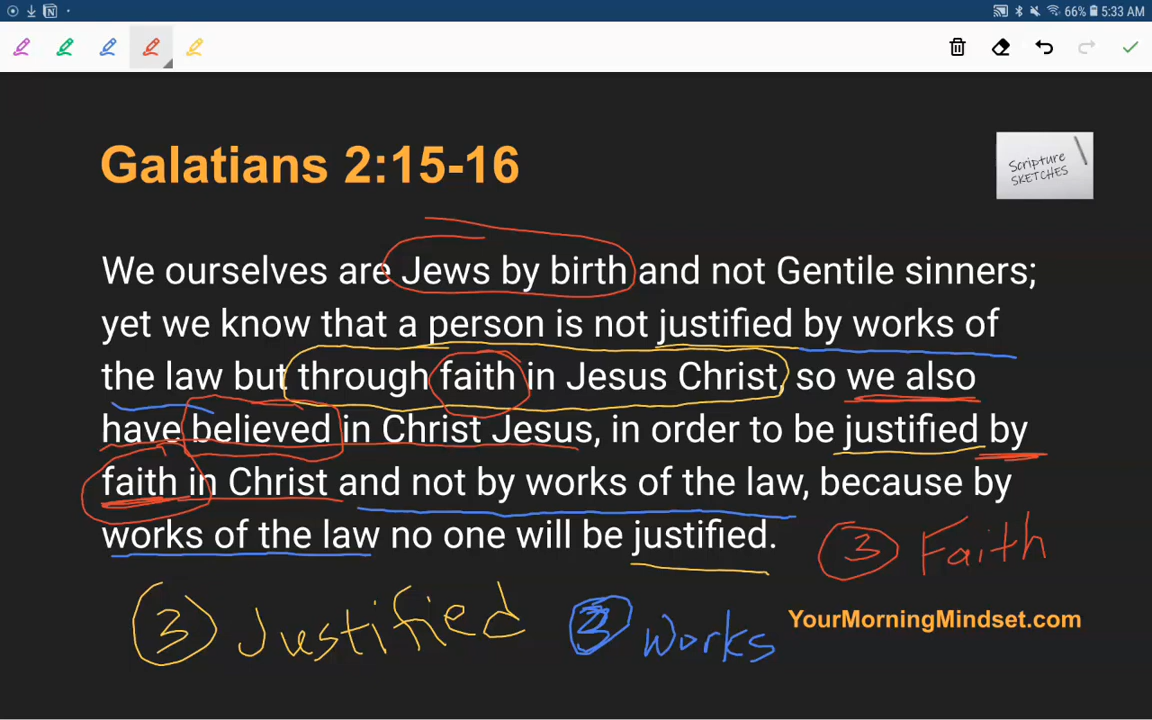 66% 5:33 AM
Galatians 2:15-16
Scripture
SKETCHES
We ourselves are Jews by birth and not Gentile sinners;
yet we know that a person is not justified by works of
the law but through faith in Jesus Christ, so we also
have believed in Christ Jesus, in order to be justified by
faith in Christ and not by works of the law, because by
works of the law no one will be justified.
3 Faith
3 Justified
Works
YourMorningMindset.com